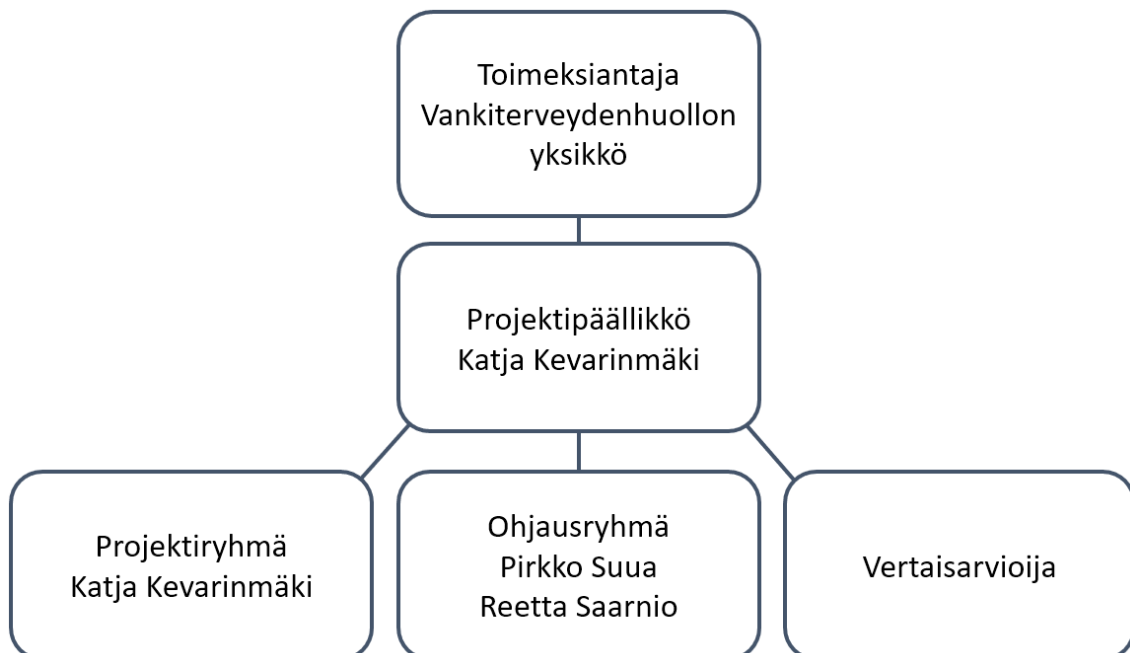 Toimeksiantaja
Vankiterveydenhuollon
yksikkö
Projektipäällikkö
Katja Kevarinmäki
Projektiryhmä
Katja Kevarinmäki
Ohjausryhmä
Pirkko Suua
Reetta Saarnio
Vertaisarvioija